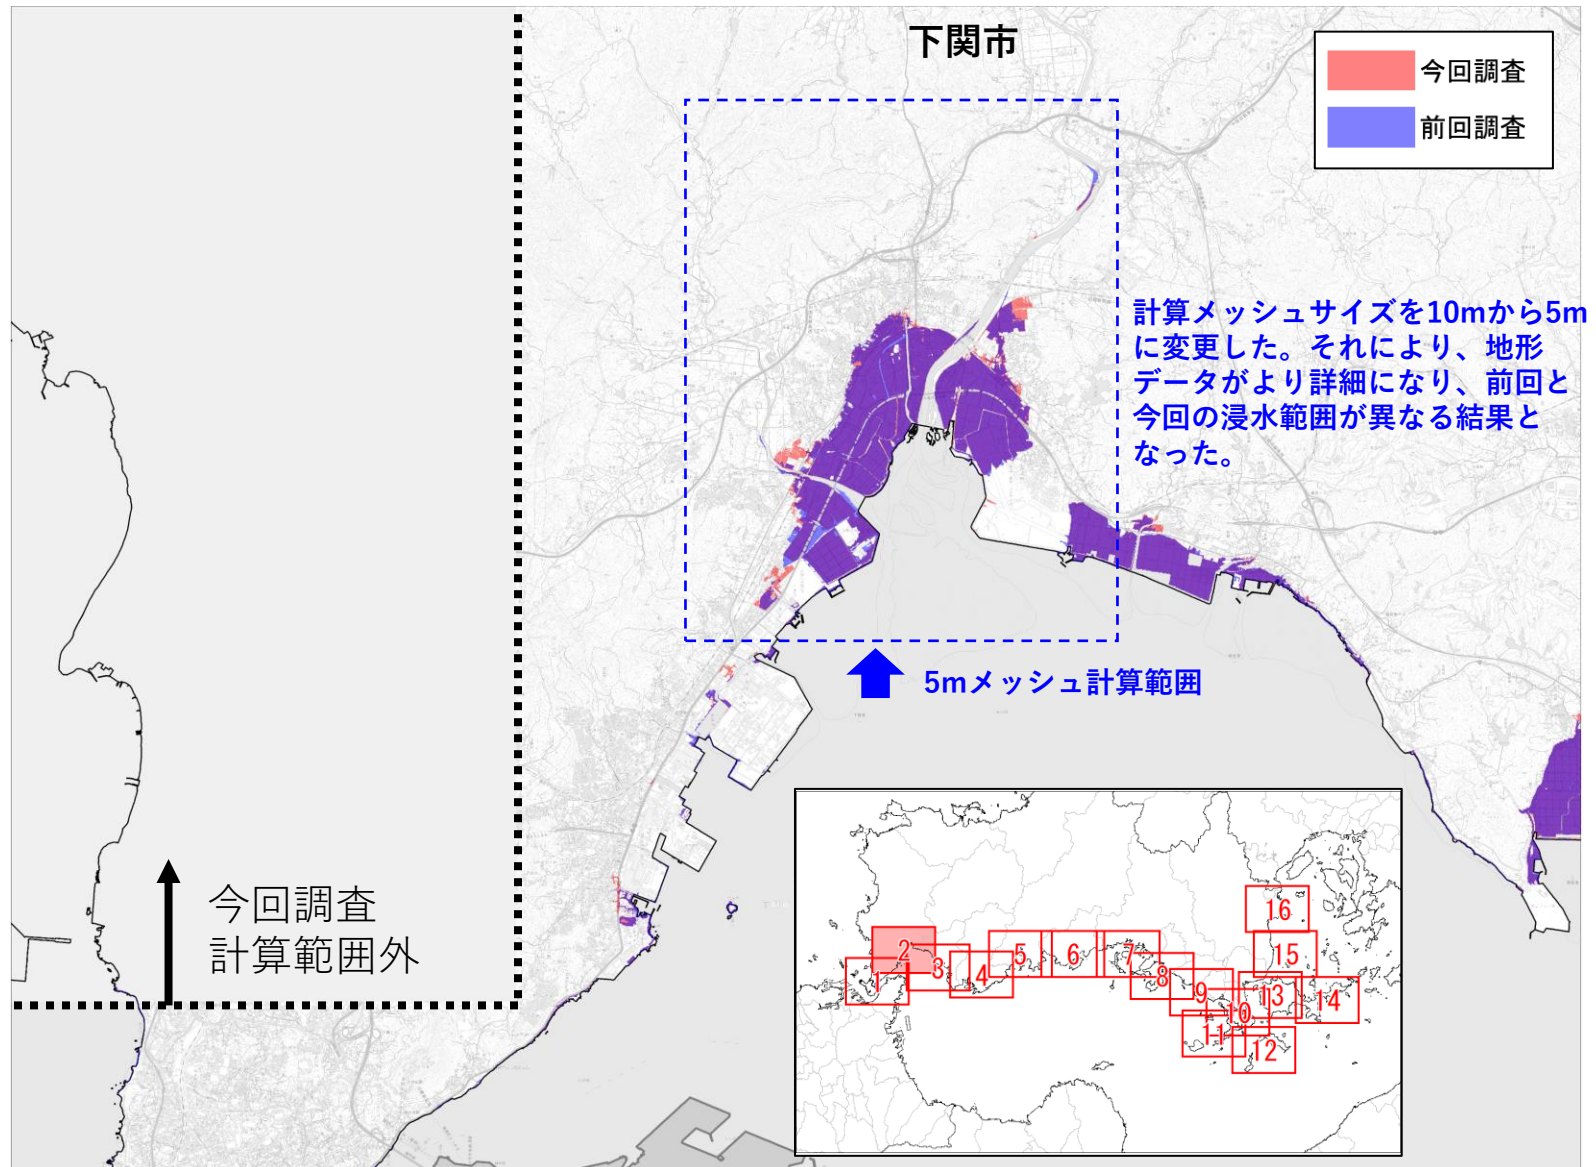 下関市
今回調査
前回調査
計算メッシュサイズを10mから5m
に変更した。それにより、地形
データがより詳細になり、前回と
今回の浸水範囲が異なる結果と
なった。
5mメッシュ計算範囲
今回調査
計算範囲外
1
2
3
4
5
6
7
8
9
10
11
12
13
14
15
16